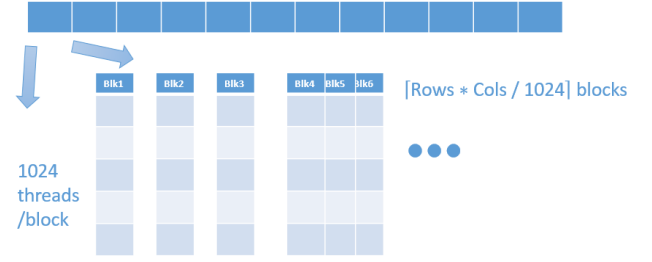 Blk1 Blk2 Blk3 Blk4 Blk5 Blk6
⌈Rows ∗ Cols / 1024⌉ blocks
1024
threads
/block